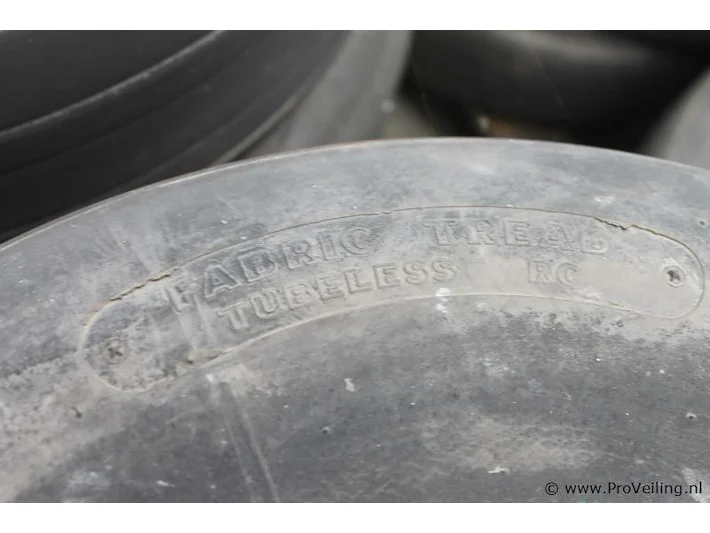 FABRIC TREAD
TUBELESS RC
© www.ProVeiling.nl